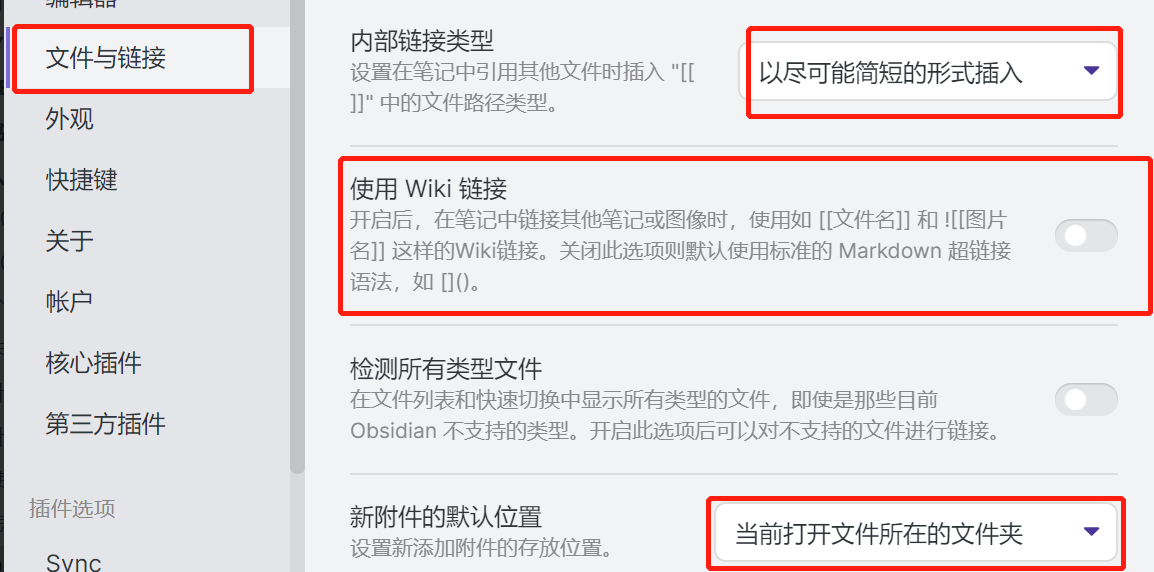 编辑器
文件与链接
外观
快捷键
关于
帐户
核心插件
第三方插件
插件选项
Sync
内部链接类型
设置在笔记中引用其他文件时插入 "[[
]]" 中的文件路径类型。
以尽可能简短的形式插入
使用 Wiki 链接
开启后，在笔记中链接其他笔记或图像时，使用如 [[文件名]] 和 ![[图片
名]] 这样的Wiki链接。关闭此选项则默认使用标准的 Markdown 超链接
语法，如 []()。
检测所有类型文件
在文件列表和快速切换中显示所有类型的文件，即使是那些目前
Obsidian 不支持的类型。开启此选项后可以对不支持的文件进行链接。
新附件的默认位置
设置新添加附件的存放位置。
当前打开文件所在的文件夹